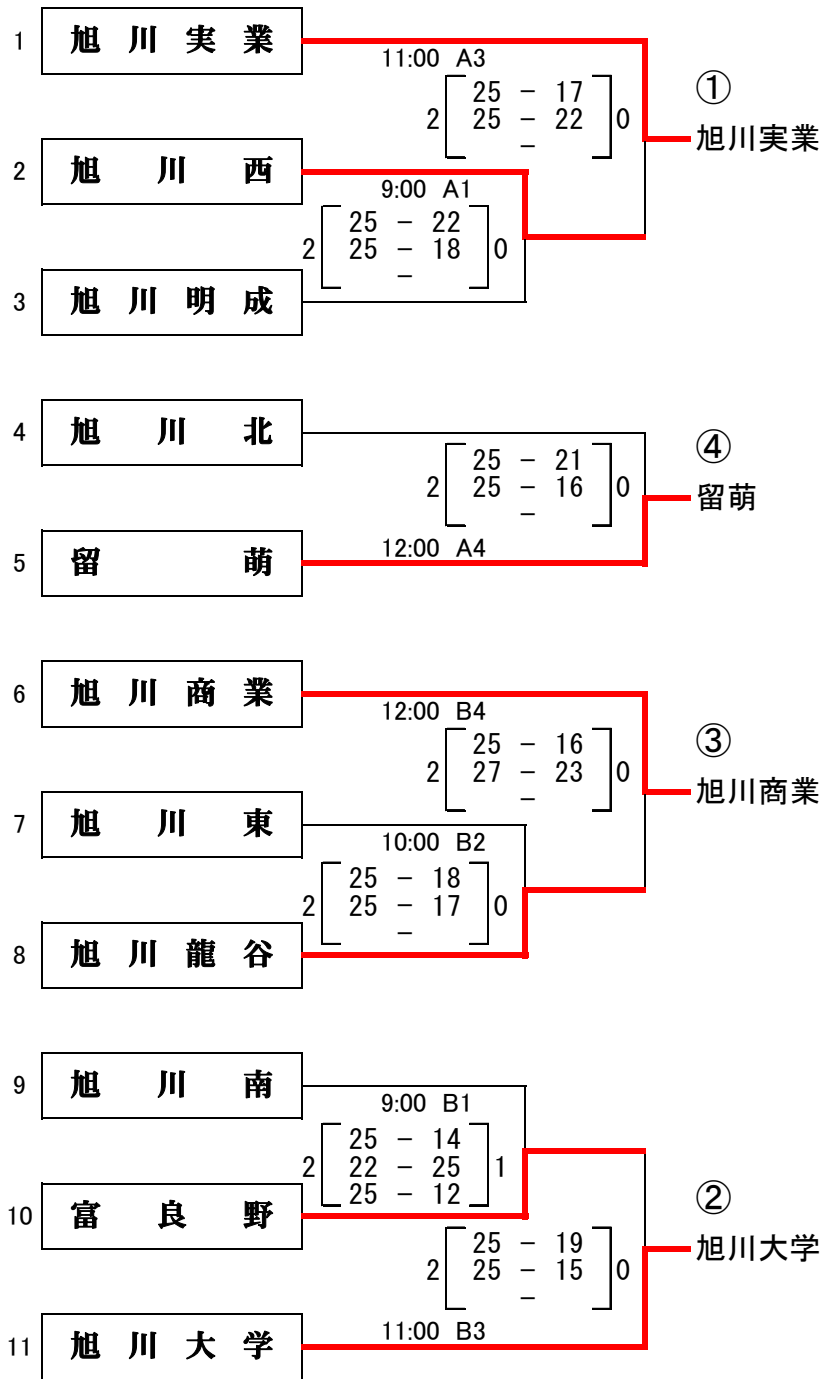 1 旭川実業
11:00 A3
25 － 17
2 25 － 22 0
－
①
旭川実業
2 旭川西
9:00 A1
25 － 22
2 25 － 18 0
－
3 旭川明成
4 旭川北
25 － 21
2 25 － 16 0
－
④
留萌
12:00 A4
5 留萌
6 旭川商業
12:00 B4
25 － 16
2 27 － 23 0
－
③
旭川商業
7 旭川東
10:00 B2
25 － 18
2 25 － 17 0
－
8 旭川龍谷
9 旭川南
9:00 B1
25 － 14
2 22 － 25 1
25 － 12
10 富良野
②
旭川大学
25 － 19
2 25 － 15 0
－
11:00 B3
11 旭川大学